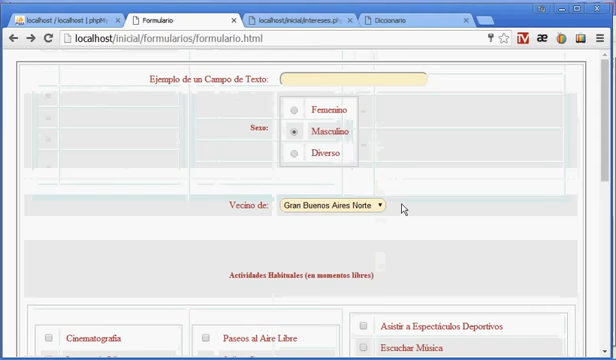 localhost / localhost | phpMy
Formulario
localhost/inicial/intereses.ph
Diccionario
localhost/inicial/formularios/formulario.html
Ejemplo de un Campo de Texto:
Sexo:
Femenino
Masculino
Diverso
Vecino de:
Gran Buenos Aires Norte
Actividades Habituales (en momentos libres)
Cinematografia
Paseos al Aire Libre
Asistir a Espectáculos Deportivos
Escuchar Música